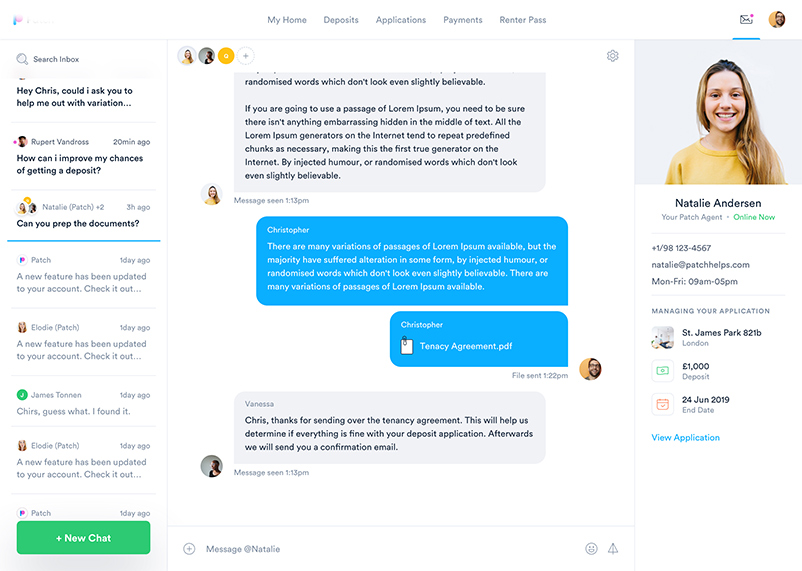 My Home
Deposits
Applications
Payments
Renter Pass
Search Inbox
Hey Chris, could i ask you to
help me out with variation...
Rupert Vandross
20min ago
How can i improve my chances
of getting a deposit?
Natalie (Patch) +2
3h ago
Can you prep the documents?
Patch
1day ago
A new feature has been updated
to your account. Check it out...
Elodie (Patch)
1day ago
A new feature has been updated
to your account. Check it out...
J
James Tonnen
1day ago
Chirs, guess what. I found it.
Elodie (Patch)
1day ago
A new feature has been updated
to your account. Check it out...
Patch
1day ago
+ New Chat
randomised words which don't look even slightly believable.
If you are going to use a passage of Lorem Ipsum, you need to be sure
there isn't anything embarrassing hidden in the middle of text. All the
Lorem Ipsum generators on the Internet tend to repeat predefined
chunks as necessary, making this the first true generator on the
Internet. By injected humour, or randomised words which don't look
even slightly believable.
Message seen 1:13pm
Christopher
There are many variations of passages of Lorem Ipsum available, but the
majority have suffered alteration in some form, by injected humour, or
randomised words which don't look even slightly believable. There are
many variations of passages of Lorem Ipsum available.
Christopher
Tenacy Agreement.pdf
File sent 1:22pm
Vanessa
Chris, thanks for sending over the tenancy agreement. This will help us
determine if everything is fine with your deposit application. Afterwards
we will send you a confirmation email.
Message seen 1:13pm
Message @Natalie
Natalie Andersen
Your Patch Agent • Online Now
+1/98 123-4567
natalie@patchhelps.com
Mon-Fri: 09am-05pm
MANAGING YOUR APPLICATION
St. James Park 821b
London
£1,000
Deposit
24 Jun 2019
End Date
View Application